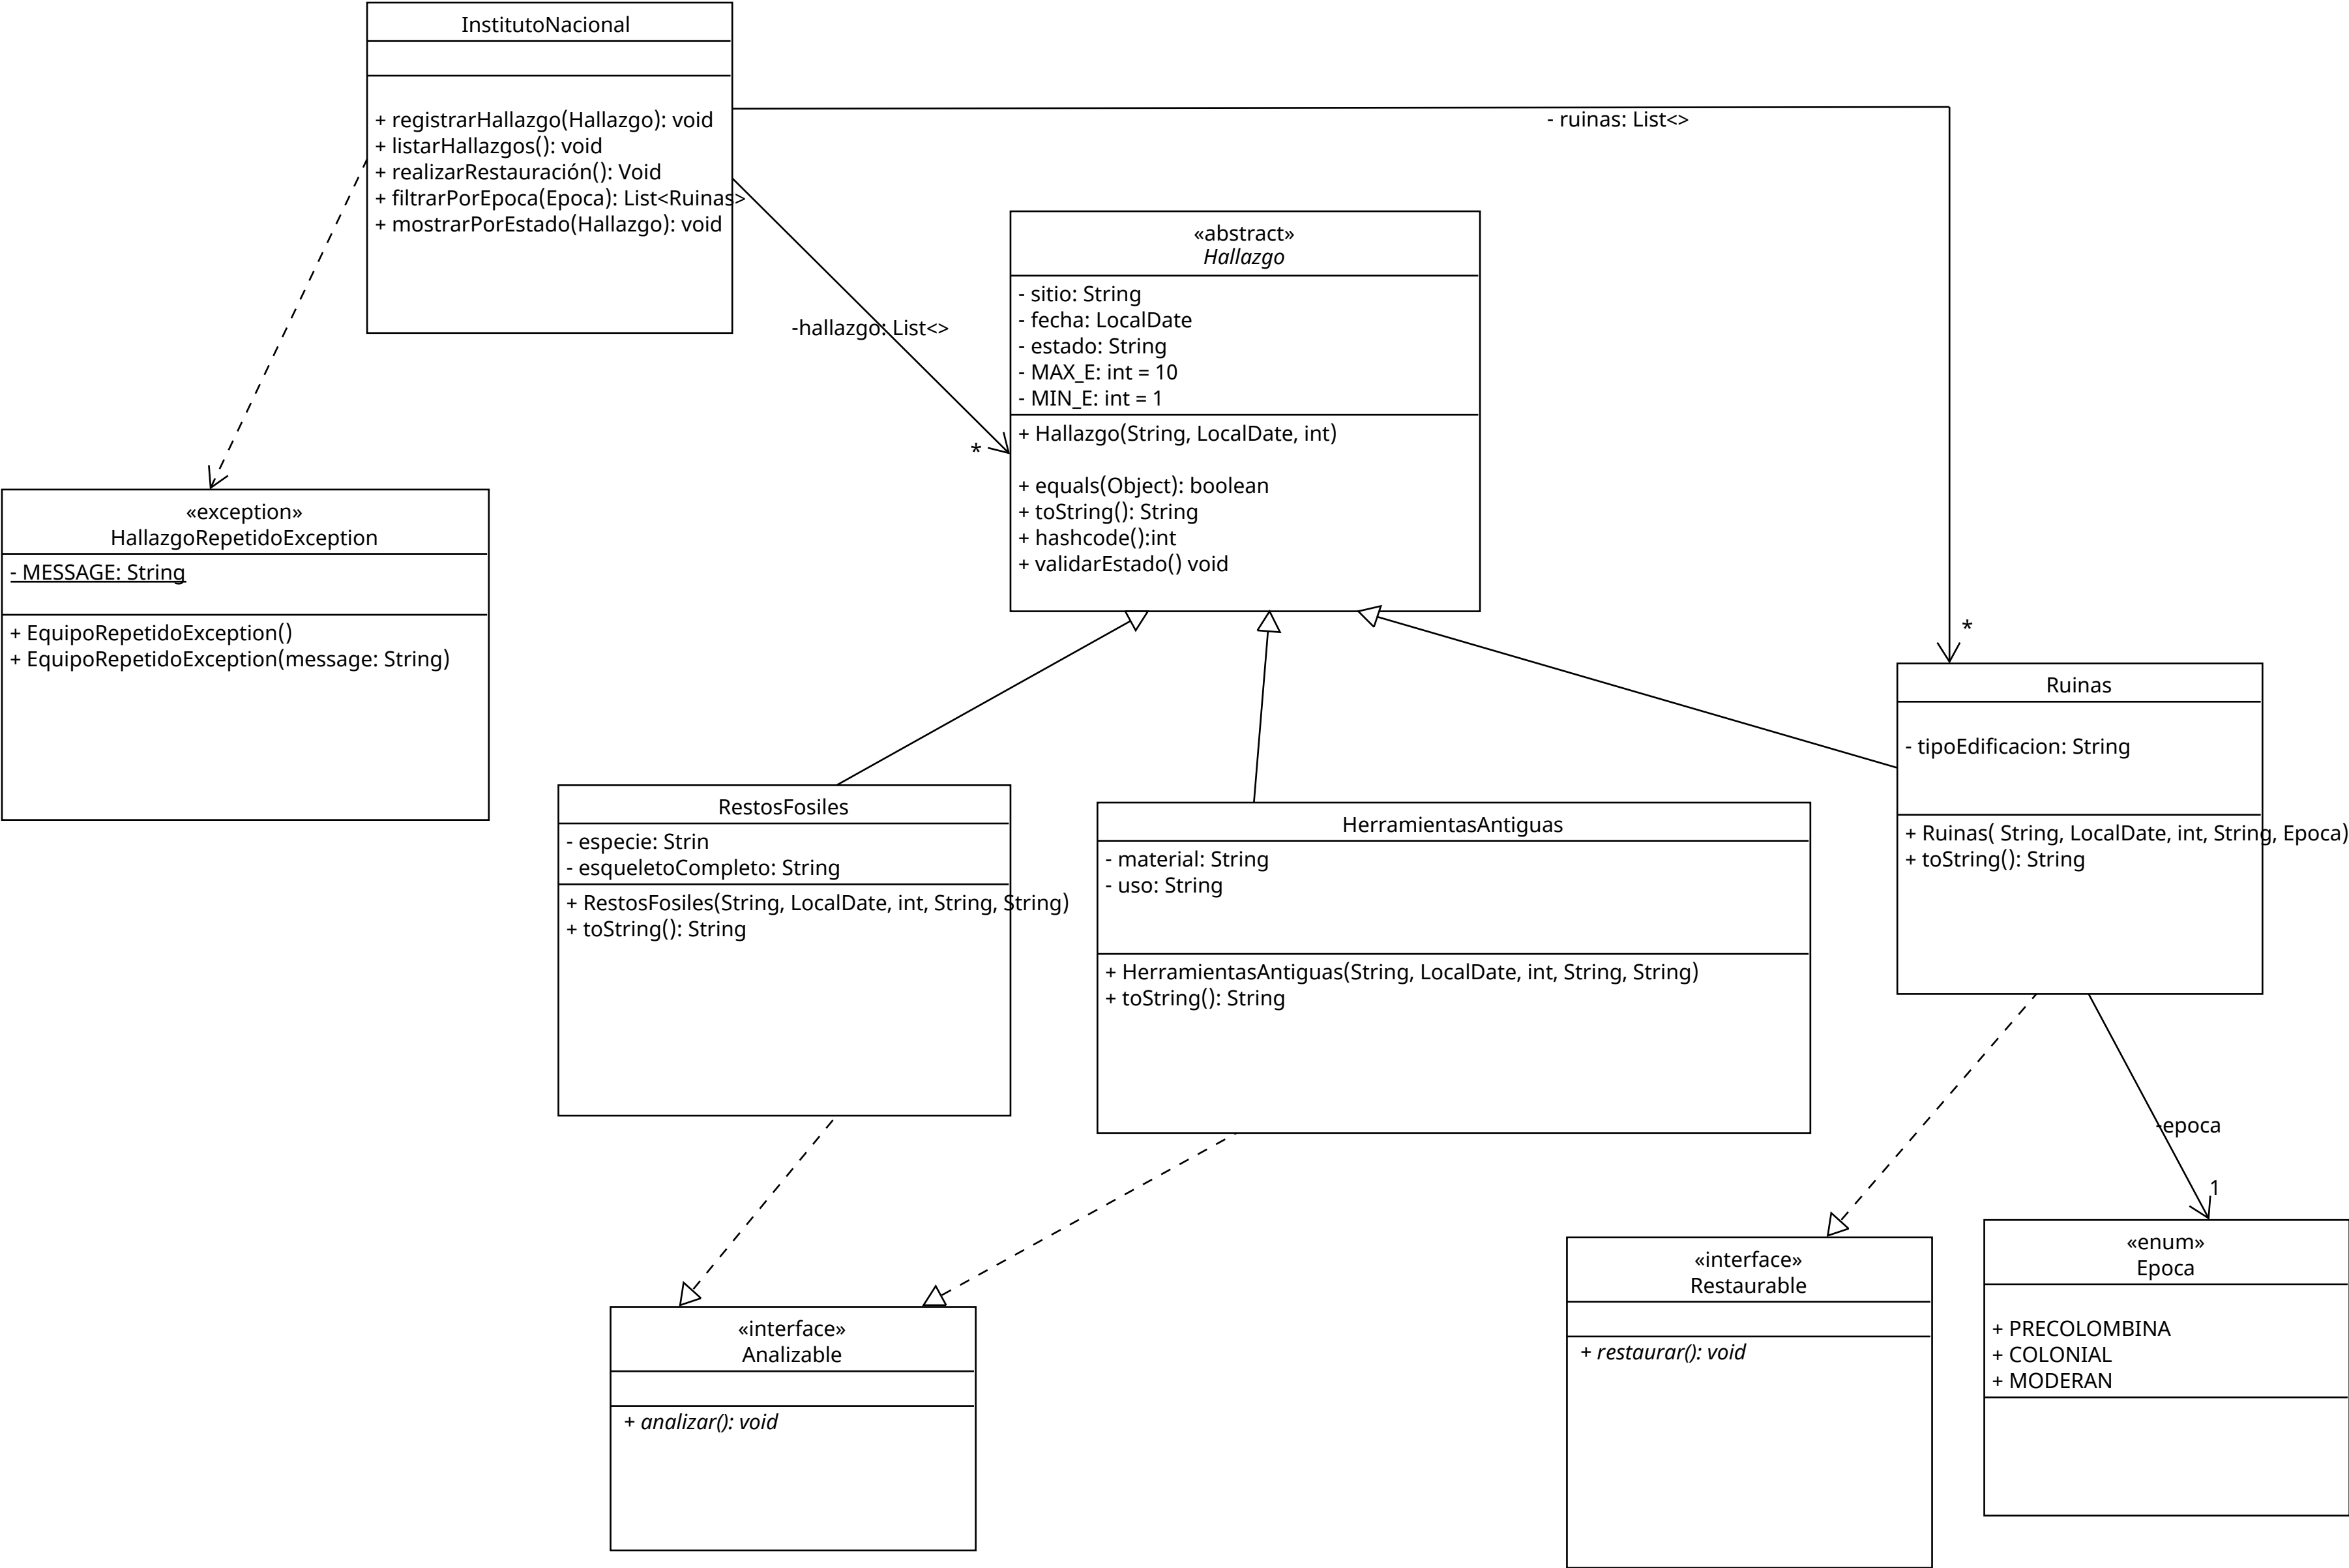 InstitutoNacional
+ registrarHallazgo(Hallazgo): void
+ listarHallazgos(): void
+ realizarRestauración(): Void
+ filtrarPorEpoca(Epoca): List<Ruinas>
+ mostrarPorEstado(Hallazgo): void
- ruinas: List<>
*
-hallazgo: List<>
*
«abstract»
Hallazgo
- sitio: String
- fecha: LocalDate
- estado: String
- MAX_E: int = 10
- MIN_E: int = 1
+ Hallazgo(String, LocalDate, int)
+ equals(Object): boolean
+ toString(): String
+ hashcode():int
+ validarEstado() void
«exception»
HallazgoRepetidoException
- MESSAGE: String
+ EquipoRepetidoException()
+ EquipoRepetidoException(message: String)
Ruinas
- tipoEdificacion: String
+ Ruinas( String, LocalDate, int, String, Epoca)
+ toString(): String
RestosFosiles
- especie: Strin
- esqueletoCompleto: String
+ RestosFosiles(String, LocalDate, int, String, String)
+ toString(): String
HerramientasAntiguas
- material: String
- uso: String
+ HerramientasAntiguas(String, LocalDate, int, String, String)
+ toString(): String
-epoca
1
«interface»
Analizable
+ analizar(): void
«interface»
Restaurable
+ restaurar(): void
«enum»
Epoca
+ PRECOLOMBINA
+ COLONIAL
+ MODERAN